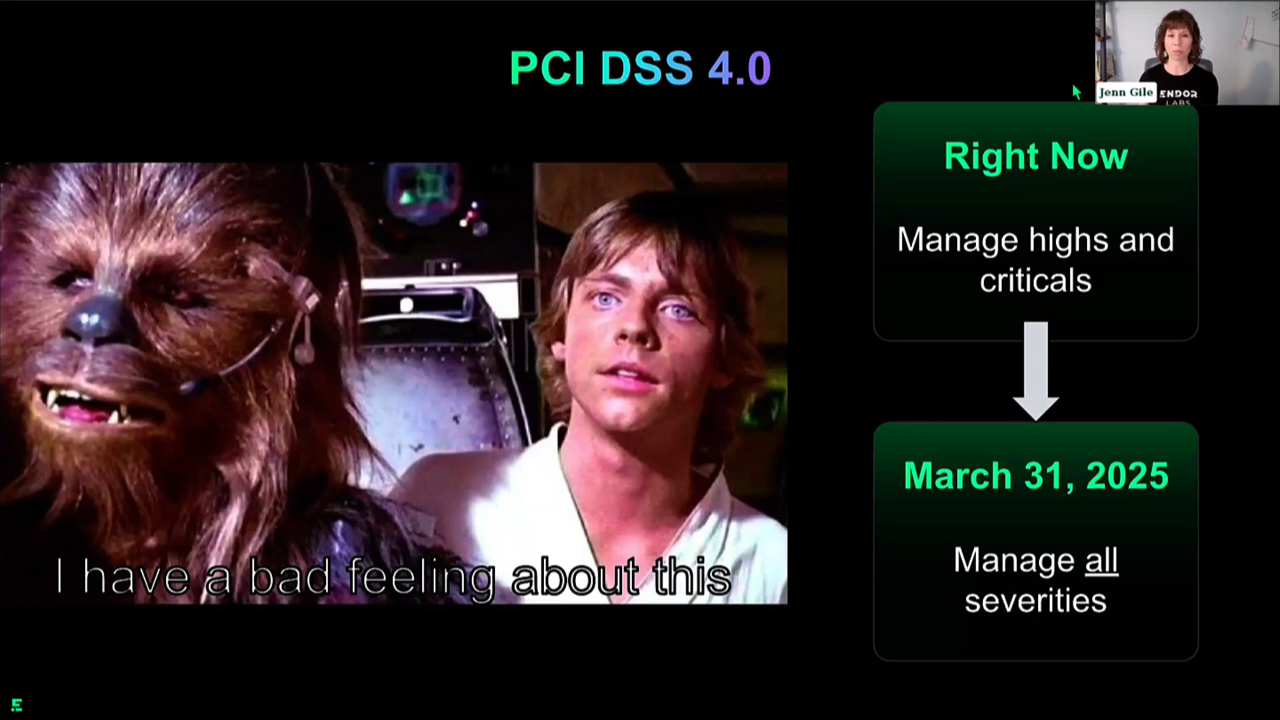 PCI DSS 4.0
Jenn Gile
ENDOR
LABS
Right Now
Manage highs and
criticals
March 31, 2025
Manage all
severities
I have a bad feeling about this